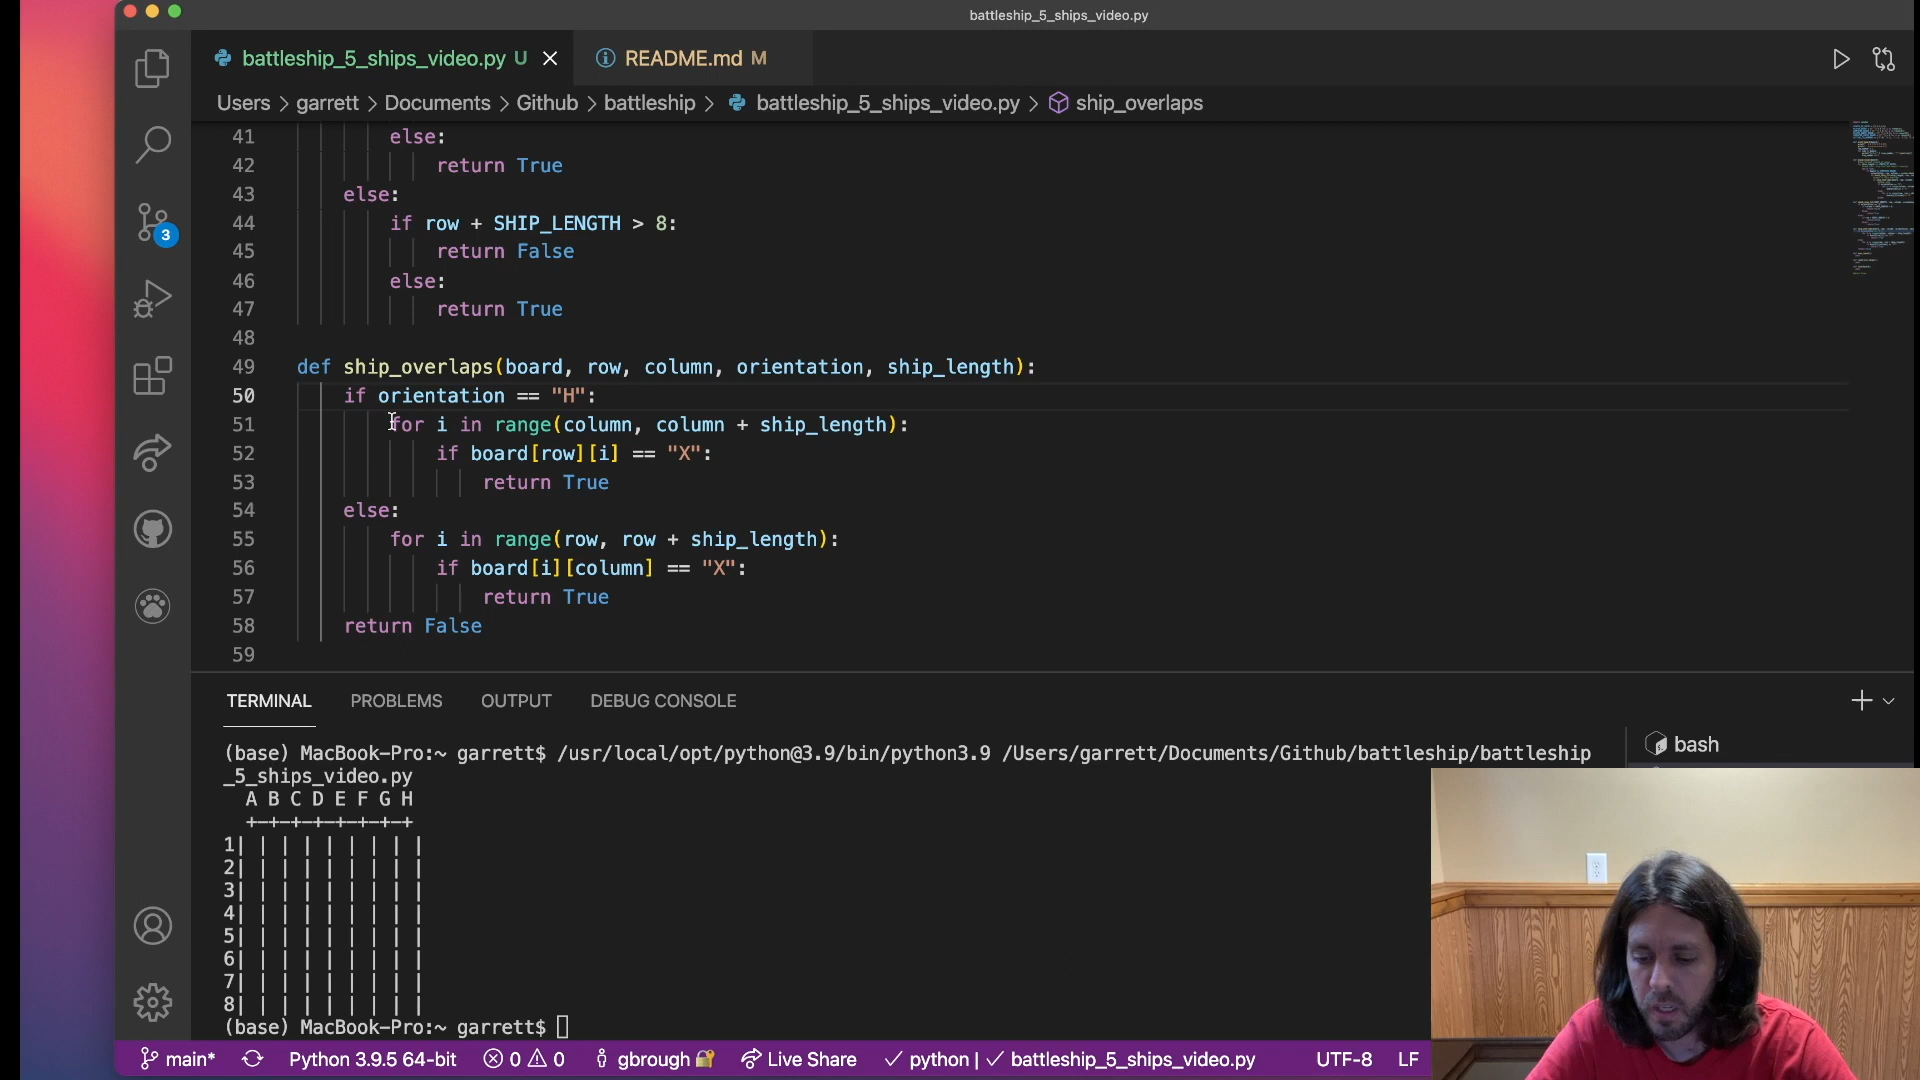 battleship_5_ships_video.py
battleship_5_ships_video.py U
README.md M
Users > garrett > Documents > Github > battleship > battleship_5_ships_video.py > ship_overlaps
41 else:
42 return True
43 else:
44 if row + SHIP_LENGTH > 8:
45 return False
46 else:
47 return True
48
49 def ship_overlaps(board, row, column, orientation, ship_length):
50 if orientation == "H":
51 for i in range(column, column + ship_length):
52 if board[row][i] == "X":
53 return True
54 else:
55 for i in range(row, row + ship_length):
56 if board[i][column] == "X":
57 return True
58 return False
59
3
TERMINAL PROBLEMS OUTPUT DEBUG CONSOLE
(base) MacBook-Pro:~ garrett$ /usr/local/opt/python@3.9/bin/python3.9 /Users/garrett/Documents/Github/battleship/battleship
_5_ships_video.py
A B C D E F G H
+-+-+-+-+-+-+-+
1| | | | | | | | |
2| | | | | | | | |
3| | | | | | | | |
4| | | | | | | | |
5| | | | | | | | |
6| | | | | | | | |
7| | | | | | | | |
8| | | | | | | | |
(base) MacBook-Pro:~ garrett$
bash
main* Python 3.9.5 64-bit 0 0 gbrough Live Share python | battleship_5_ships_video.py UTF-8 LF